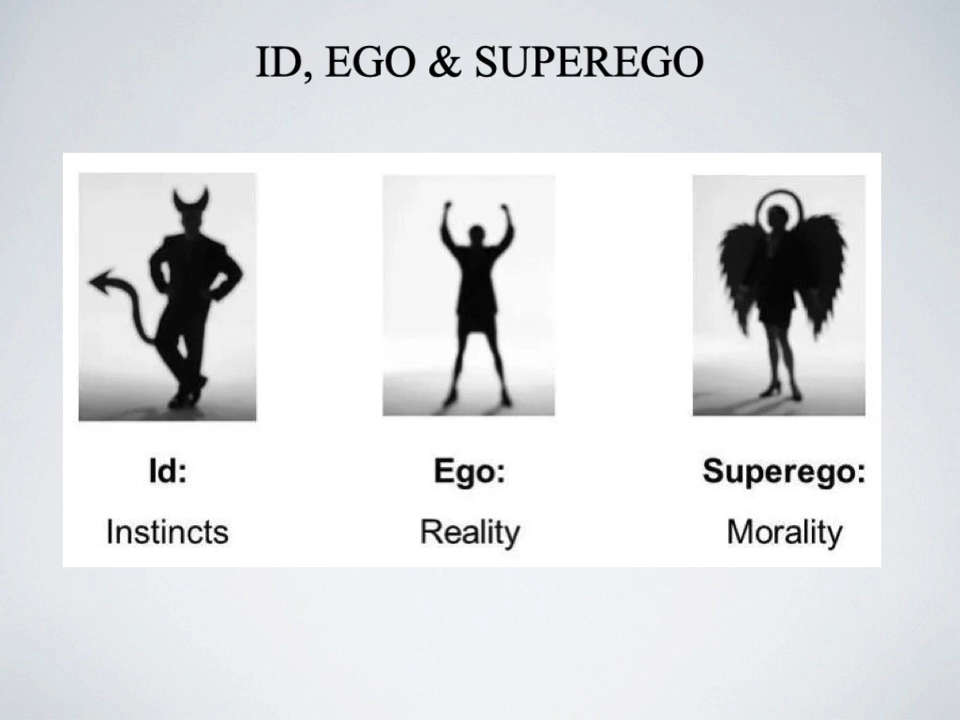 ID, EGO & SUPEREGO
Id:
Instincts
Ego:
Reality
Superego:
Morality